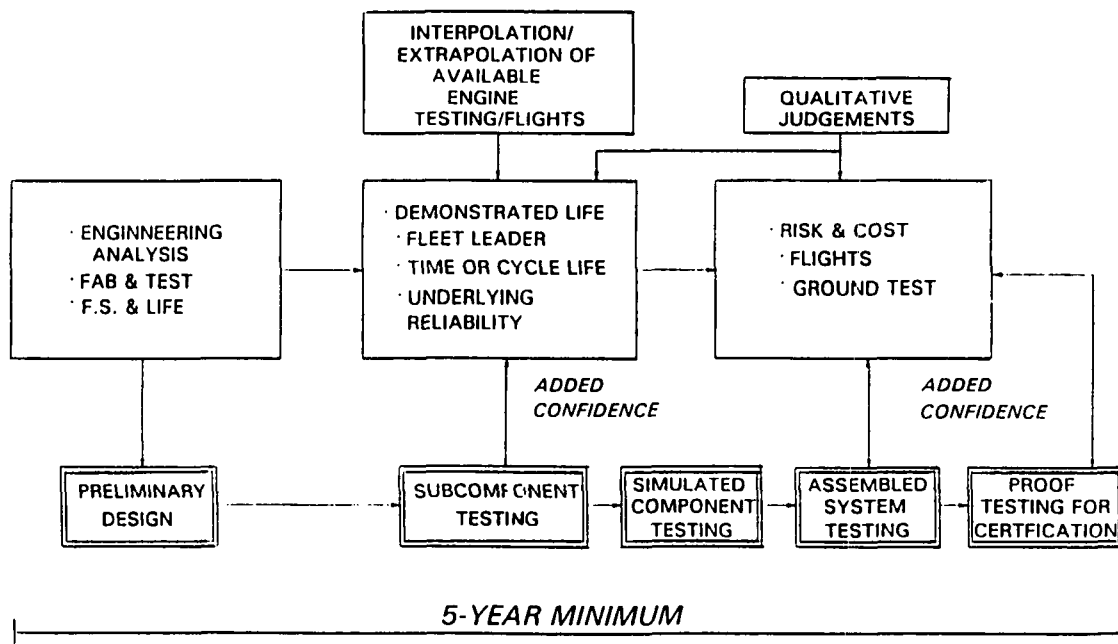 INTERPOLATION/
EXTRAPOLATION OF
AVAILABLE
ENGINE
TESTING/FLIGHTS
QUALITATIVE
JUDGEMENTS
· ENGINNEERING
ANALYSIS
· FAB & TEST
· F.S. & LIFE
· DEMONSTRATED LIFE
· FLEET LEADER
· TIME OR CYCLE LIFE
· UNDERLYING
RELIABILITY
· RISK & COST
· FLIGHTS
· GROUND TEST
ADDED
CONFIDENCE
ADDED
CONFIDENCE
PRELIMINARY
DESIGN
SUBCOMPONENT
TESTING
SIMULATED
COMPONENT
TESTING
ASSEMBLED
SYSTEM
TESTING
PROOF
TESTING FOR
CERTFICATION
5-YEAR MINIMUM